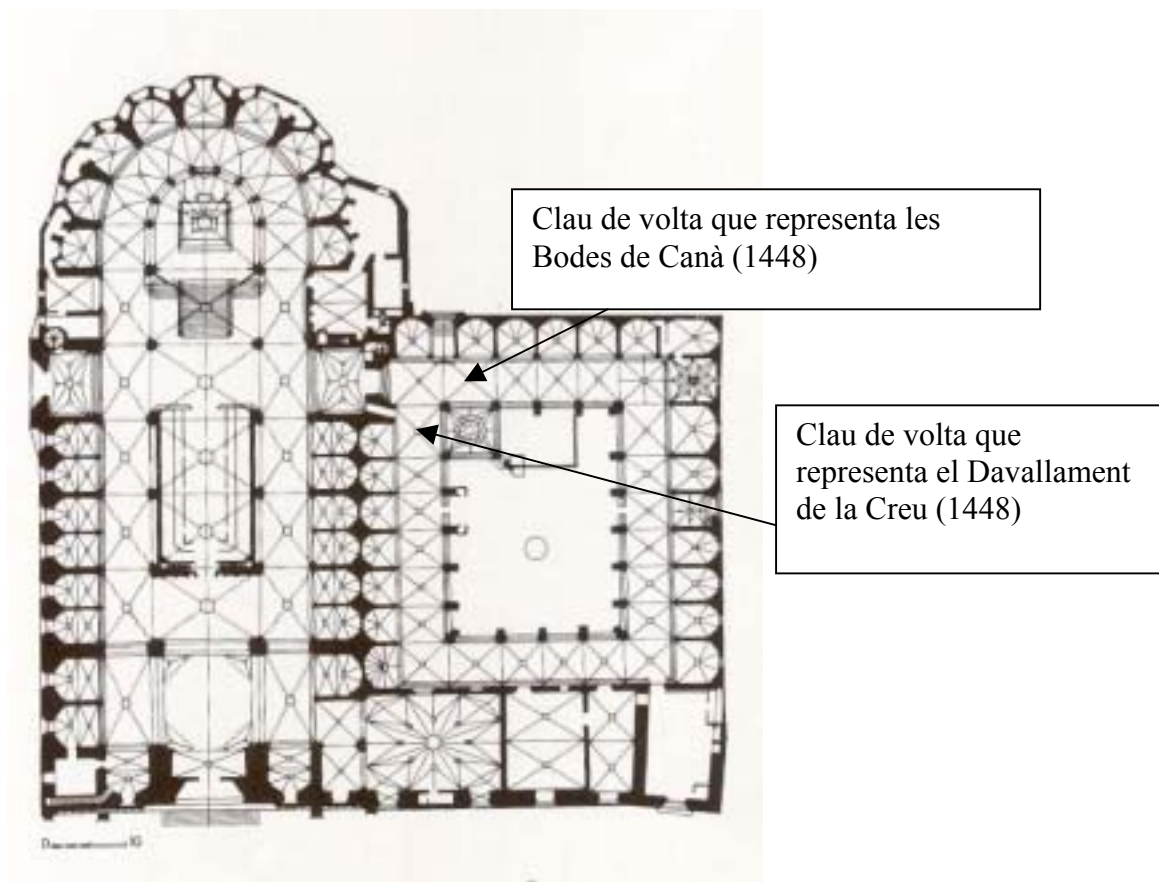 Clau de volta que representa les
Bodes de Canà (1448)
Clau de volta que
representa el Davallament
de la Creu (1448)
10